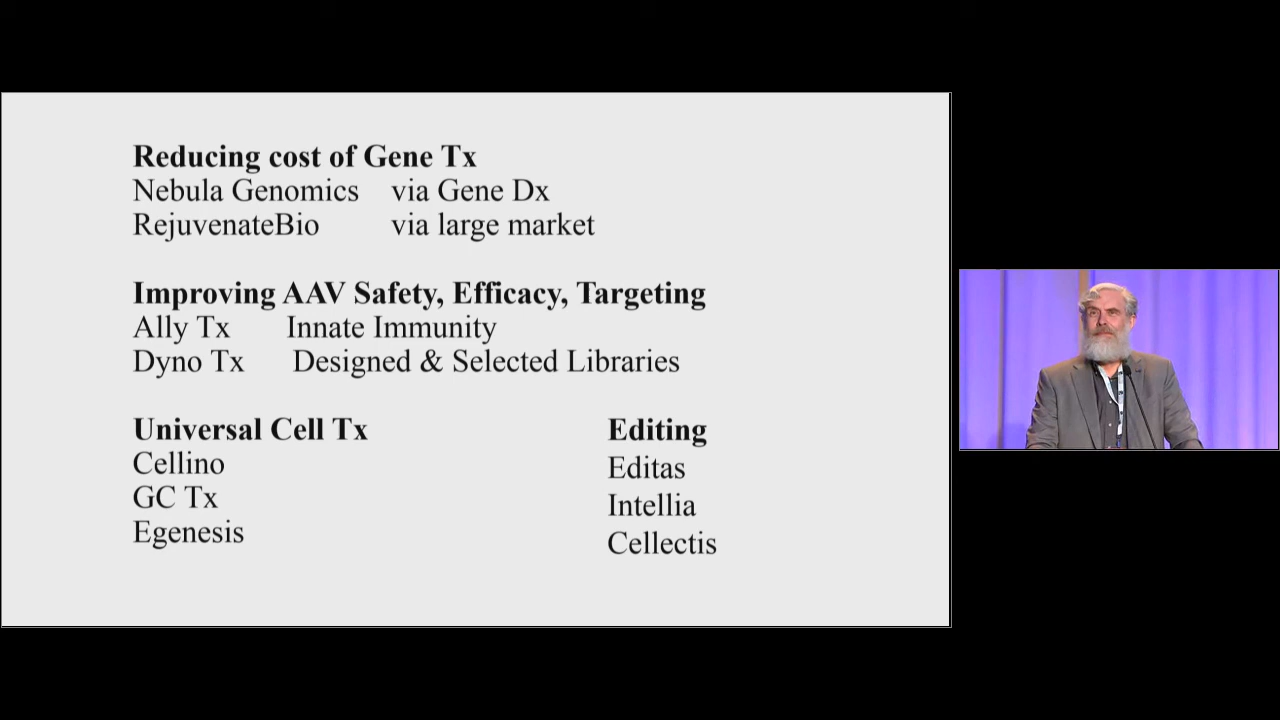 Reducing cost of Gene Tx
Nebula Genomics via Gene Dx
RejuvenateBio via large market
Improving AAV Safety, Efficacy, Targeting
Ally Tx Innate Immunity
Dyno Tx Designed & Selected Libraries
Universal Cell Tx
Cellino
GC Tx
Egenesis
Editing
Editas
Intellia
Cellectis